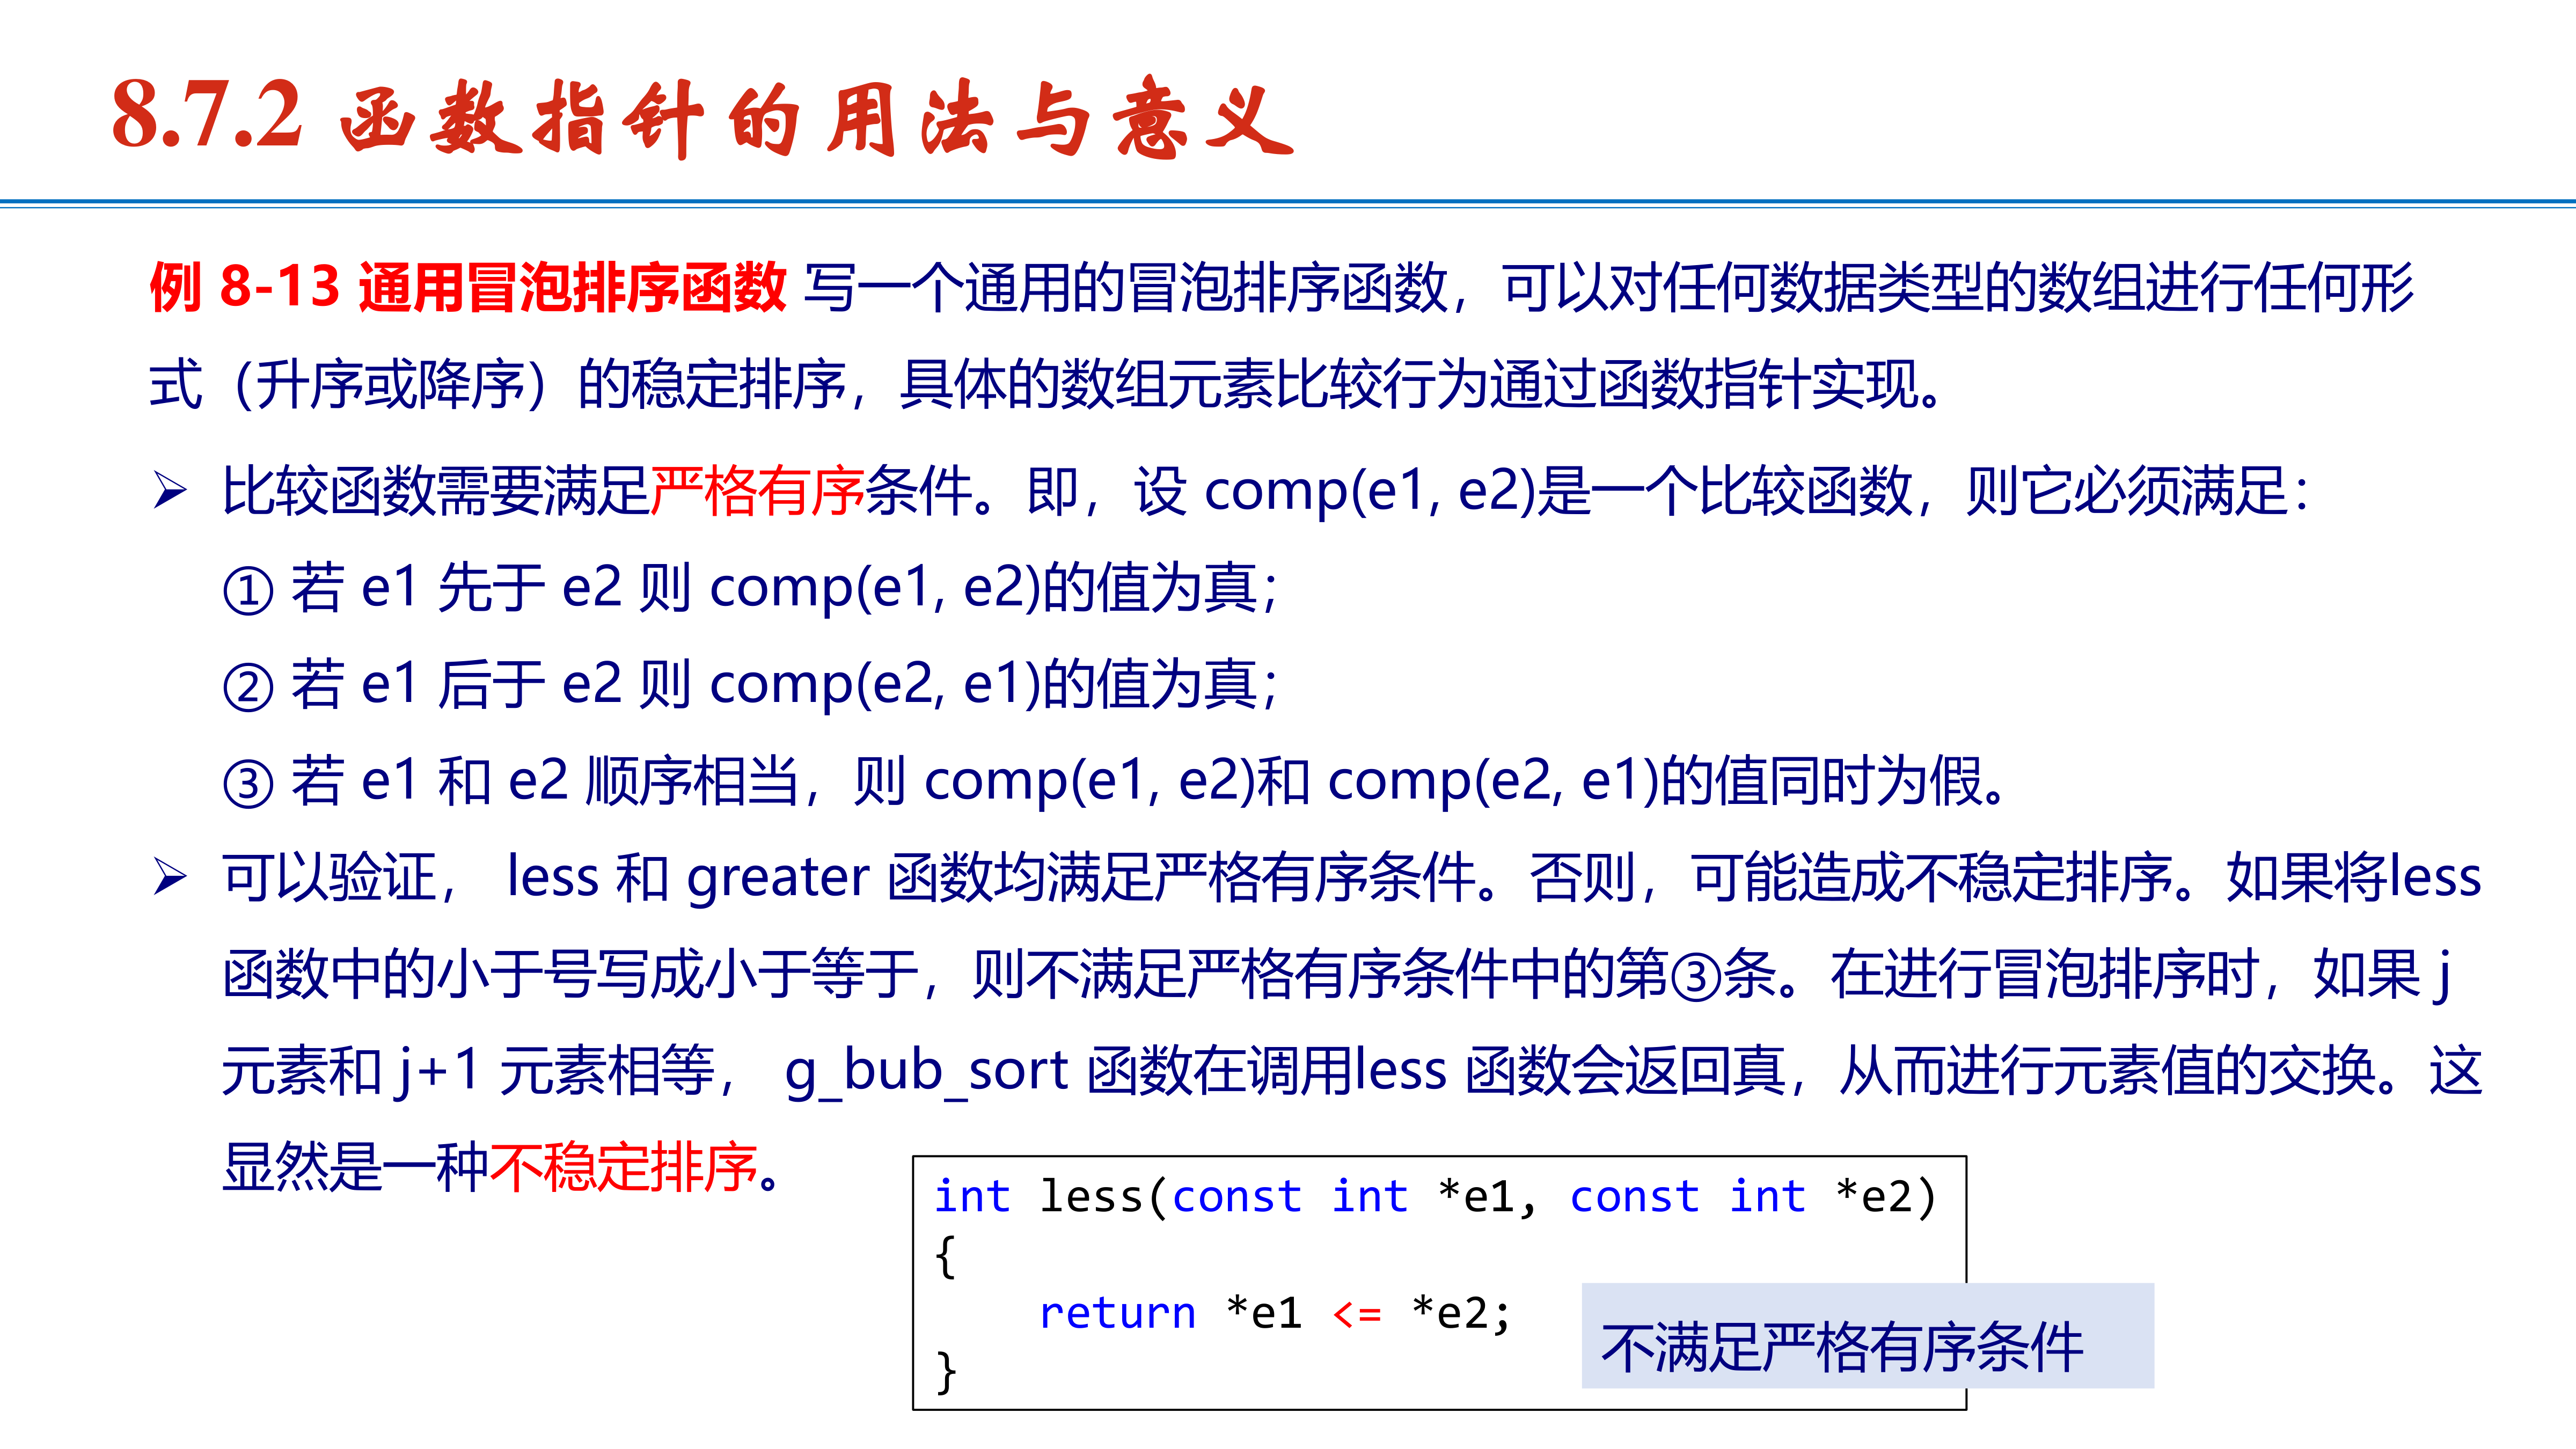 8.7.2 函数指针的用法与意义
例 8-13 通用冒泡排序函数 写一个通用的冒泡排序函数，可以对任何数据类型的数组进行任何形
式（升序或降序）的稳定排序，具体的数组元素比较行为通过函数指针实现。
➢ 比较函数需要满足严格有序条件。即，设 comp(e1, e2)是一个比较函数，则它必须满足：
① 若 e1 先于 e2 则 comp(e1, e2)的值为真；
② 若 e1 后于 e2 则 comp(e2, e1)的值为真；
③ 若 e1 和 e2 顺序相当，则 comp(e1, e2)和 comp(e2, e1)的值同时为假。
➢ 可以验证， less 和 greater 函数均满足严格有序条件。否则，可能造成不稳定排序。如果将less
函数中的小于号写成小于等于，则不满足严格有序条件中的第③条。在进行冒泡排序时，如果 j
元素和 j+1 元素相等， g_bub_sort 函数在调用less 函数会返回真，从而进行元素值的交换。这
显然是一种不稳定排序。
int less(const int *e1, const int *e2)
{
    return *e1 <= *e2;
}
不满足严格有序条件